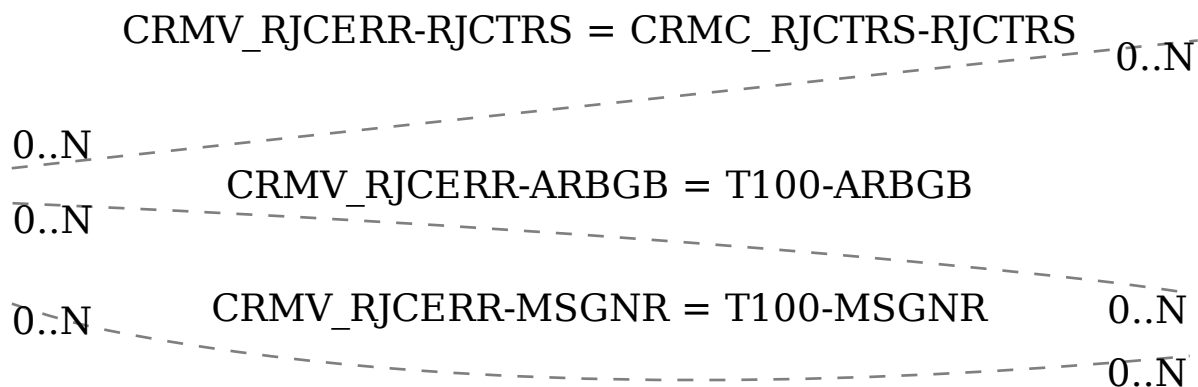 CRMV_RJCERR-RJCTRS = CRMC_RJCTRS-RJCTRS
0..N
0..N
CRMV_RJCERR-ARBGB = T100-ARBGB
0..N
CRMV_RJCERR-MSGNR = T100-MSGNR
0..N
0..N
0..N